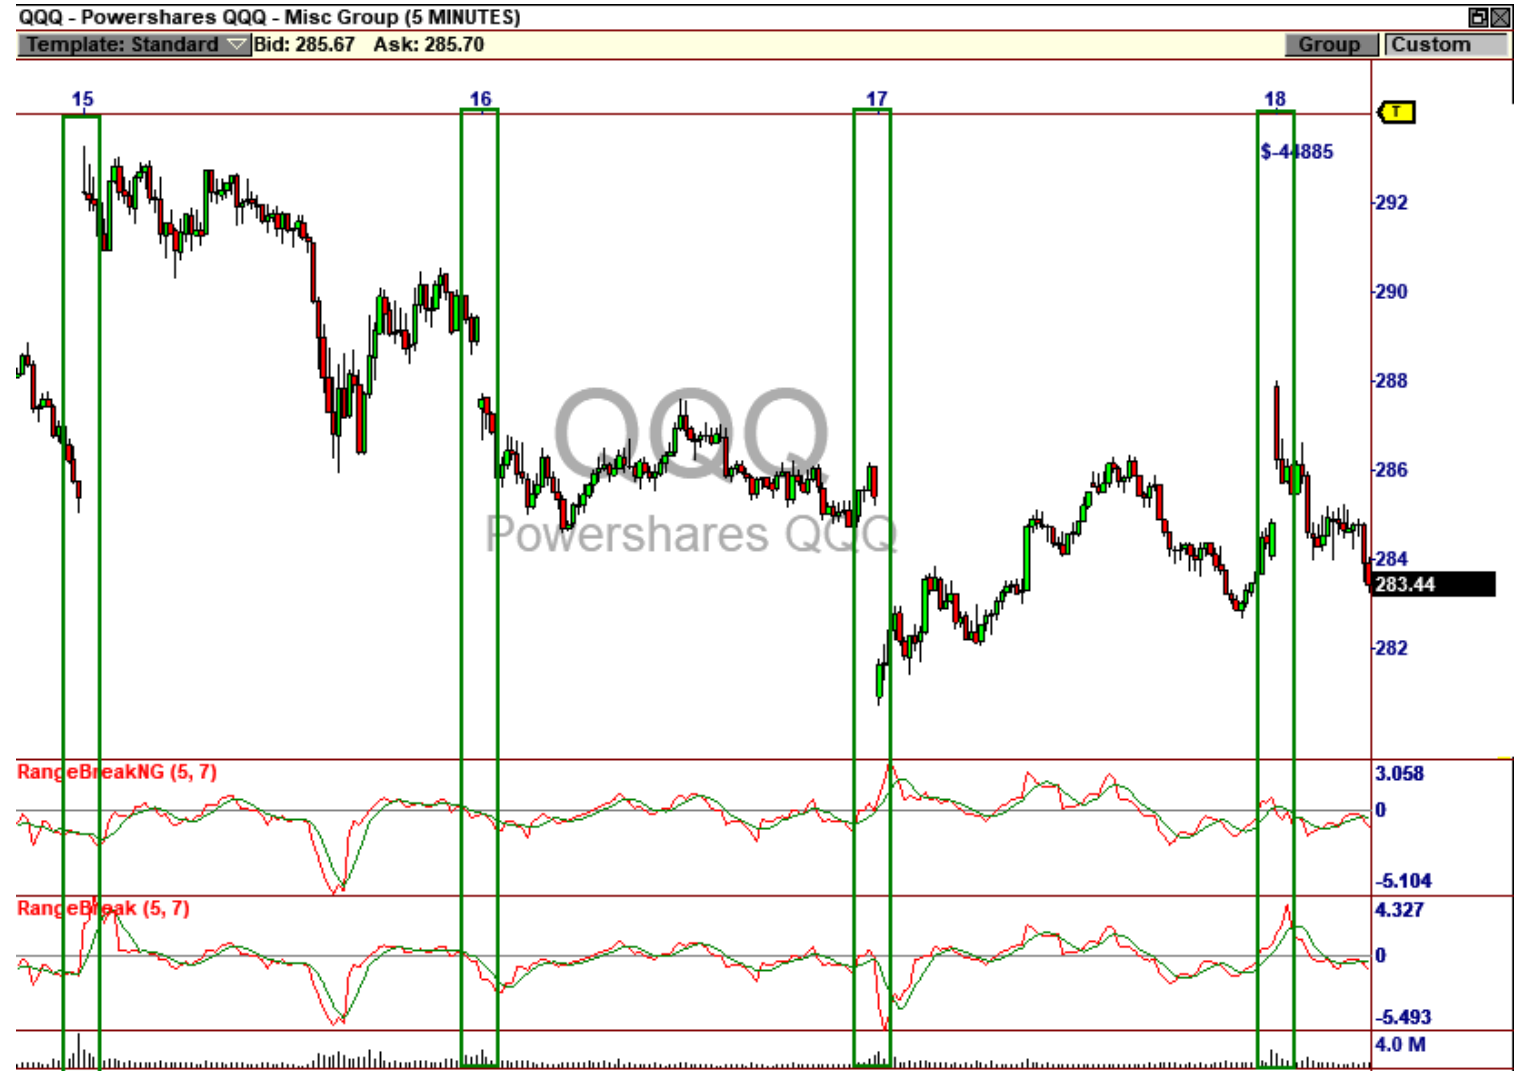 QQQ - Powershares QQQ - Misc Group (5 MINUTES)
Template: Standard Bid: 285.67 Ask: 285.70 Group Custom
15 16 17 18
T
$-44885
292
290
288
286
284
283.44
282
QQQ
Powershares QQQ
RangeBreakNG (5, 7)
3.058
0
-5.104
RangeBreak (5, 7)
4.327
0
-5.493
4.0 M